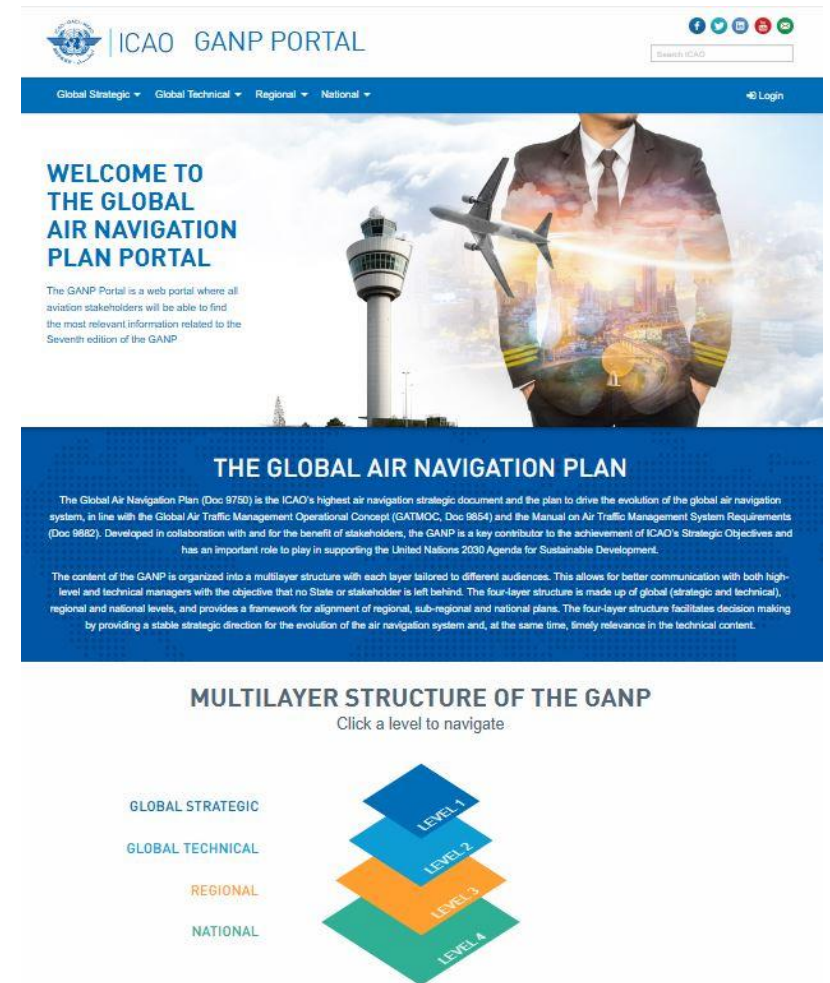 ICAO GANP PORTAL
Search ICAO
Global Strategic Global Technical Regional National Login
WELCOME TO
THE GLOBAL
AIR NAVIGATION
PLAN PORTAL
The GANP Portal is a web portal where all
aviation stakeholders will be able to find
the most relevant information related to the
Seventh edition of the GANP
THE GLOBAL AIR NAVIGATION PLAN
The Global Air Navigation Plan (Doc 9750) is the ICAO's highest air navigation strategic document and the plan to drive the evolution of the global air navigation
system, in line with the Global Air Traffic Management Operational Concept (GATMOC, Doc 9854) and the Manual on Air Traffic Management System Requirements
(Doc 9882). Developed in collaboration with and for the benefit of stakeholders, the GANP is a key contributor to the achievement of ICAO's Strategic Objectives and
has an important role to play in supporting the United Nations 2030 Agenda for Sustainable Development.
The content of the GANP is organized into a multilayer structure with each layer tailored to different audiences. This allows for better communication with both high-
level and technical managers with the objective that no State or stakeholder is left behind. The four-layer structure is made up of global (strategic and technical),
regional and national levels, and provides a framework for alignment of regional, sub-regional and national plans. The four-layer structure facilitates decision making
by providing a stable strategic direction for the evolution of the air navigation system and, at the same time, timely relevance in the technical content.
MULTILAYER STRUCTURE OF THE GANP
Click a level to navigate
GLOBAL STRATEGIC LEVEL 1
GLOBAL TECHNICAL LEVEL 2
REGIONAL LEVEL 3
NATIONAL LEVEL 4